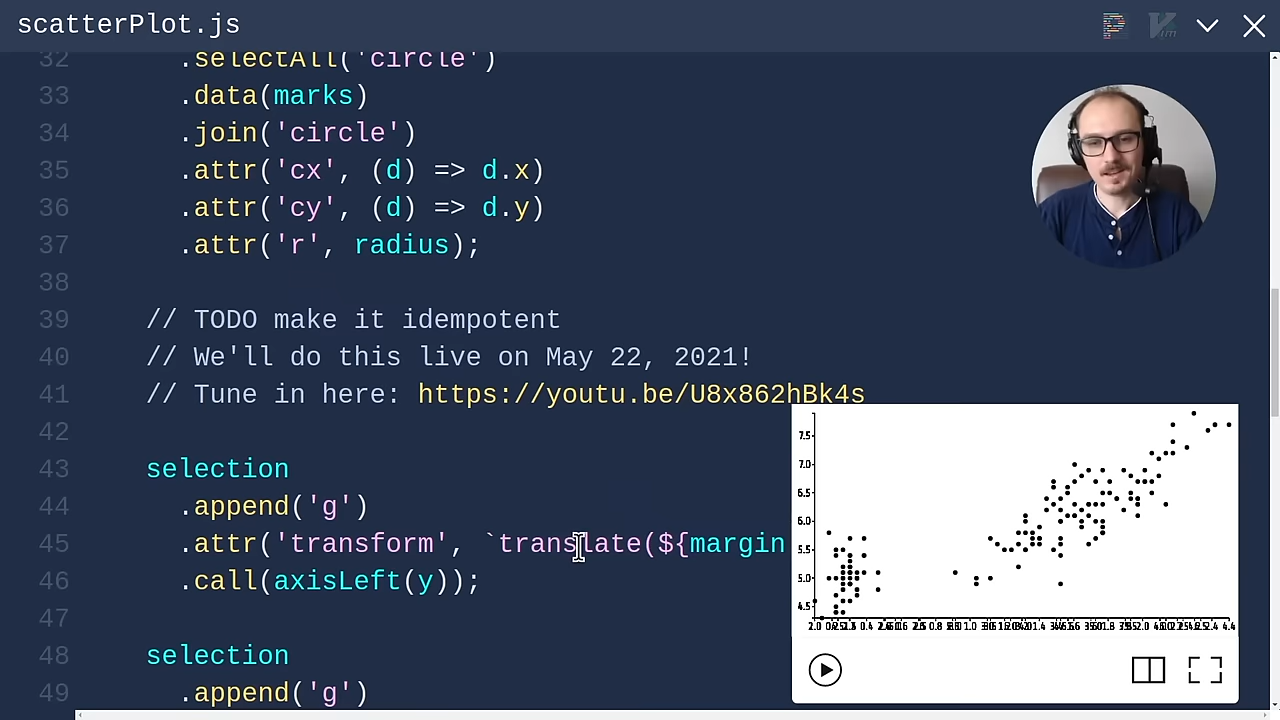 scatterPlot.js
32 .selectAll('circle')
33 .data(marks)
34 .join('circle')
35 .attr('cx', (d) => d.x)
36 .attr('cy', (d) => d.y)
37 .attr('r', radius);
38
39 // TODO make it idempotent
40 // We'll do this live on May 22, 2021!
41 // Tune in here: https://youtu.be/U8x862hBk4s
42
43 selection
44 .append('g')
45 .attr('transform', `translate(${margin
46 .call(axisLeft(y));
47
48 selection
49 .append('g')
7.5
7.0
6.5
6.0
5.5
5.0
4.5